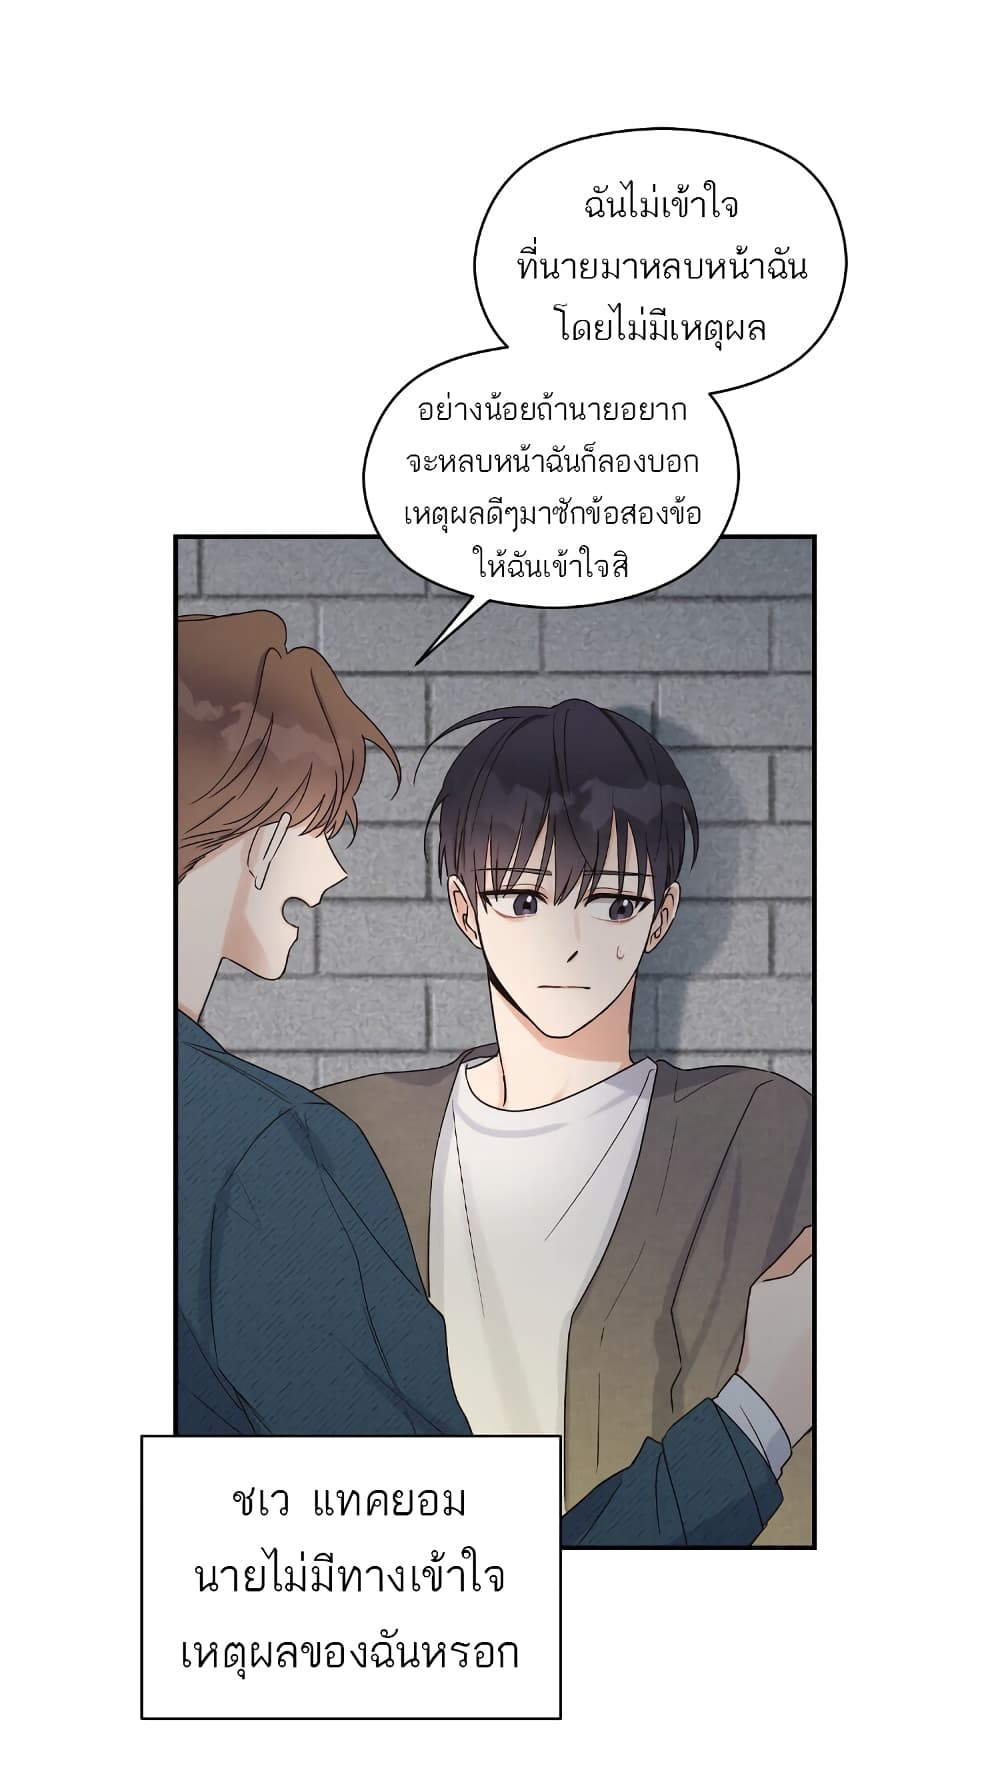 ฉันไม่เข้าใจ
ที่นายมาหลบหน้าฉัน
โดยไม่มีเหตุผล
อย่างน้อยถ้านายอยาก
จะหลบหน้าฉันก็ลองบอก
เหตุผลดีๆมาซักข้อสองข้อ
ให้ฉันเข้าใจสิ
ชเว แทคยอม
นายไม่มีทางเข้าใจ
เหตุผลของฉันหรอก